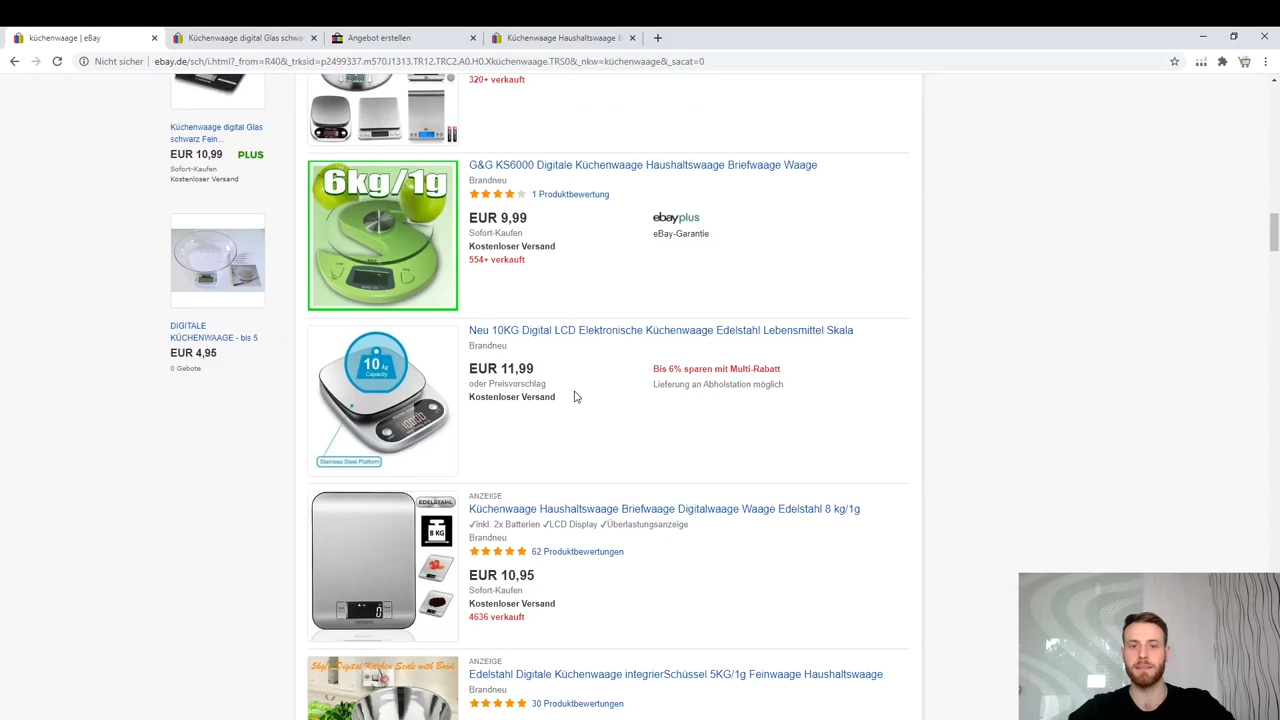 küchenwaage | eBay
Küchenwaage digital Glas schwar
Angebot erstellen
Küchenwaage Haushaltswaage B
Nicht sicher
ebay.de/sch/i.html?_from=R40&_trksid=p2499337.m570.l1313.TR12.TRC2.A0.H0.Xküchenwaage.TRS0&_nkw=küchenwaage&_sacat=0
320+ verkauft
Küchenwaage digital Glas
schwarz Fein...
EUR 10,99
PLUS
Sofort-Kaufen
Kostenloser Versand
DIGITALE
KÜCHENWAAGE - bis 5
EUR 4,95
0 Gebote
6kg/1g
G&G KS6000 Digitale Küchenwaage Haushaltswaage Briefwaage Waage
Brandneu
1 Produktbewertung
EUR 9,99
ebayplus
Sofort-Kaufen
eBay-Garantie
Kostenloser Versand
554+ verkauft
10 kg
Capacity
Stainless Steel Platform
Neu 10KG Digital LCD Elektronische Küchenwaage Edelstahl Lebensmittel Skala
Brandneu
EUR 11,99
Bis 6% sparen mit Multi-Rabatt
oder Preisvorschlag
Lieferung an Abholstation möglich
Kostenloser Versand
EDELSTAHL
8 KG
0
ANZEIGE
Küchenwaage Haushaltswaage Briefwaage Digitalwaage Waage Edelstahl 8 kg/1g
✓inkl. 2x Batterien ✓LCD Display ✓Überlastungsanzeige
Brandneu
62 Produktbewertungen
EUR 10,95
Sofort-Kaufen
Kostenloser Versand
4636 verkauft
ANZEIGE
Edelstahl Digitale Küchenwaage integrierSchüssel 5KG/1g Feinwaage Haushaltswaage
Brandneu
30 Produktbewertungen